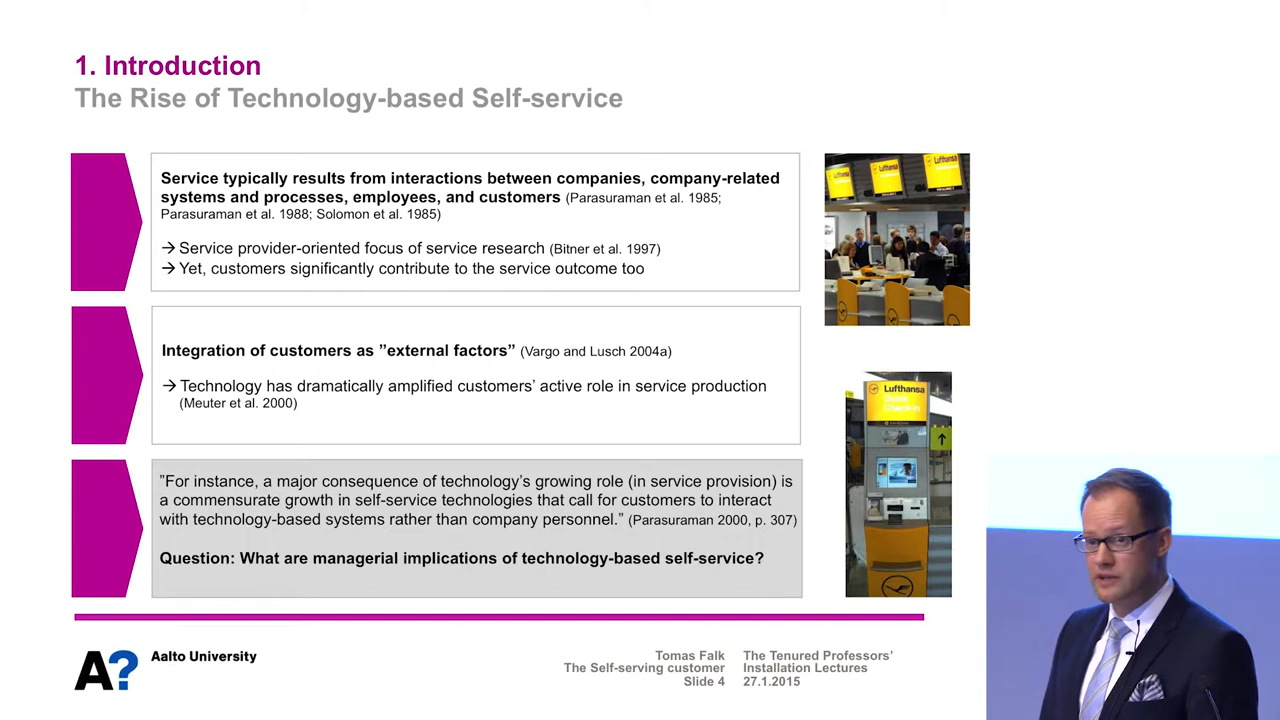 1. Introduction
The Rise of Technology-based Self-service
Service typically results from interactions between companies, company-related
systems and processes, employees, and customers (Parasuraman et al. 1985;
Parasuraman et al. 1988; Solomon et al. 1985)
→ Service provider-oriented focus of service research (Bitner et al. 1997)
→ Yet, customers significantly contribute to the service outcome too
Integration of customers as ”external factors” (Vargo and Lusch 2004a)
→ Technology has dramatically amplified customers’ active role in service production
(Meuter et al. 2000)
”For instance, a major consequence of technology’s growing role (in service provision) is
a commensurate growth in self-service technologies that call for customers to interact
with technology-based systems rather than company personnel.” (Parasuraman 2000, p. 307)
Question: What are managerial implications of technology-based self-service?
Lufthansa
Lufthansa
Lufthansa
Lufthansa
Check-in
A?
Aalto University
Tomas Falk
The Self-serving customer
Slide 4
The Tenured Professors’
Installation Lectures
27.1.2015